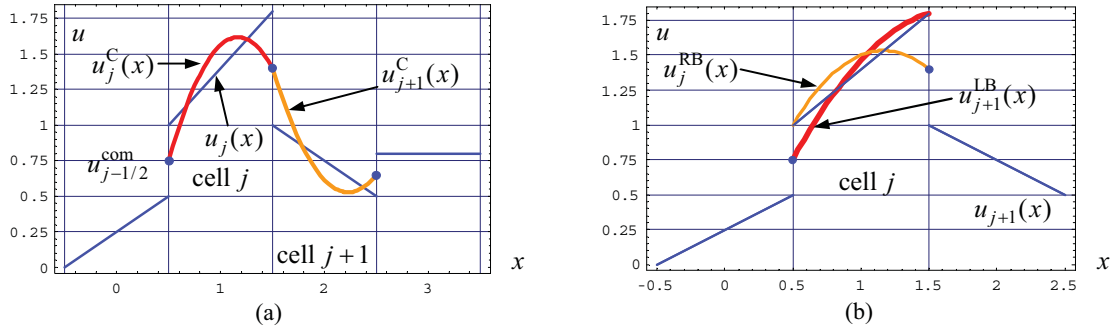 1.75
1.5
1.25
1
0.75
0.5
0.25
0
u
u_j^C(x)
u_{j+1}^C(x)
u_j(x)
u_{j-1/2}^{com}
cell j
cell j+1
0 1 2 3
x
(a)
1.75
1.5
1.25
1
0.75
0.5
0.25
0
u
u_j^{RB}(x)
u_{j+1}^{LB}(x)
cell j
u_{j+1}(x)
-0.5 0 0.5 1 1.5 2 2.5
x
(b)